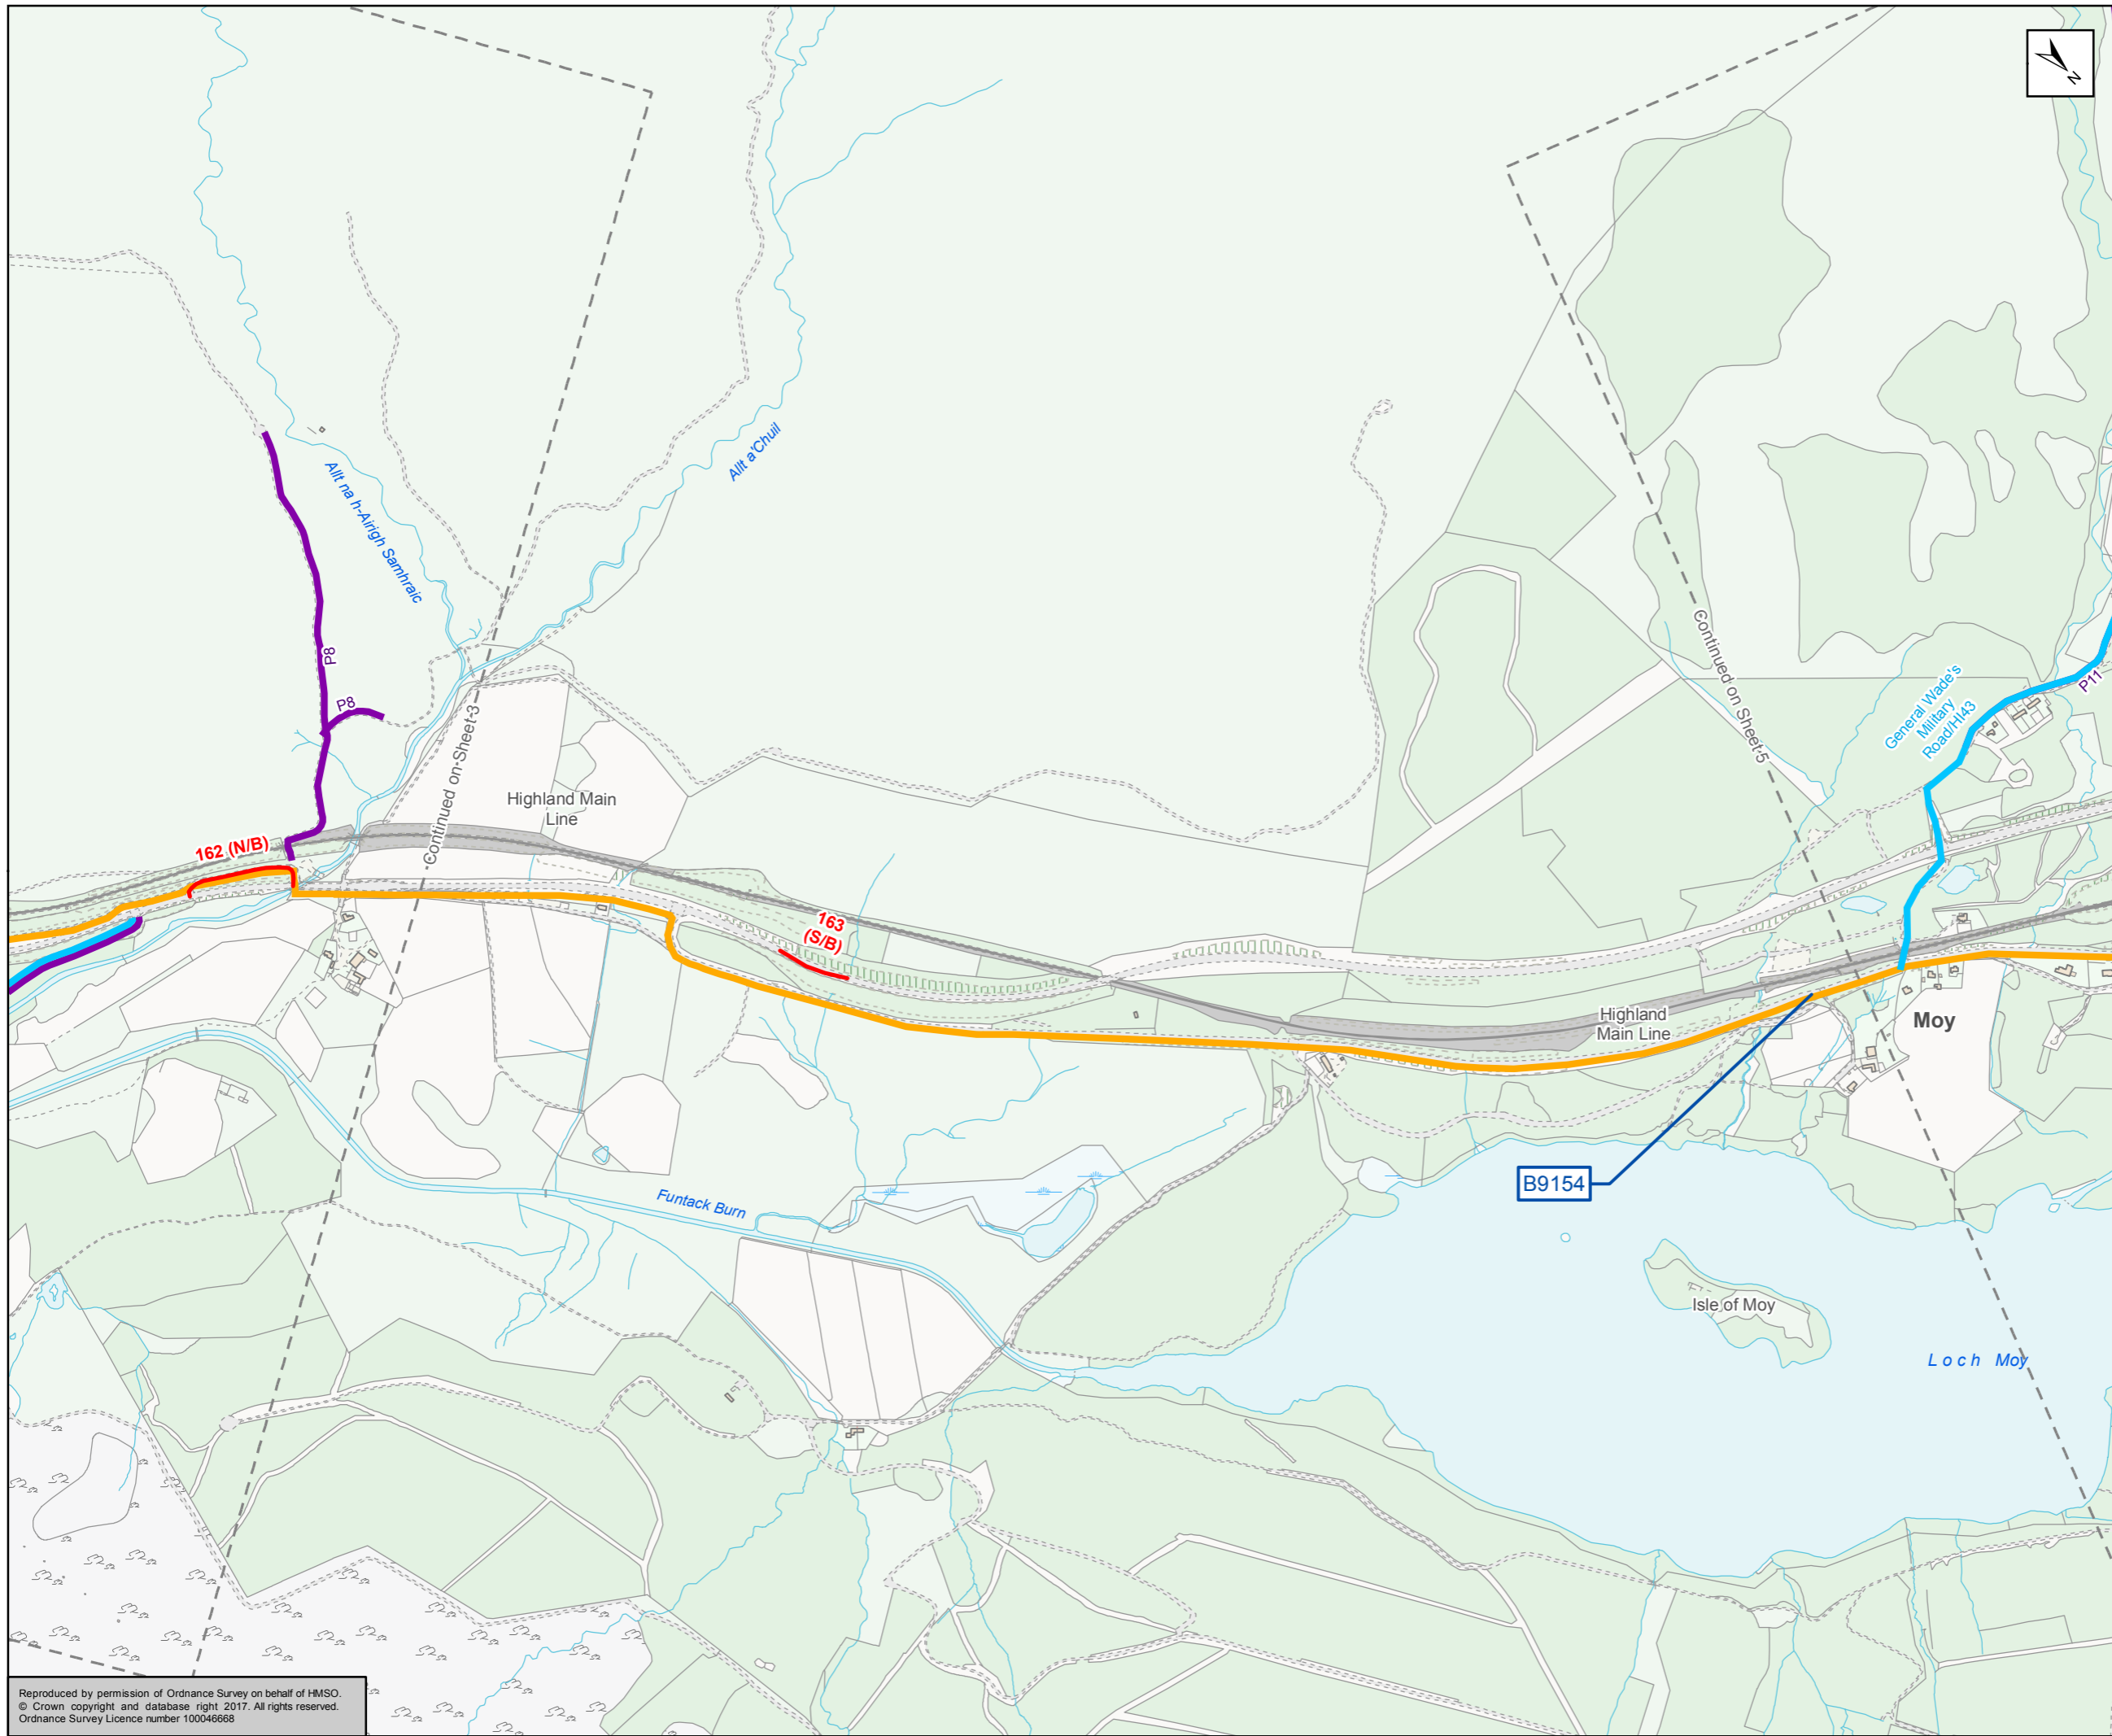 N
Allt a'Chuil
Allt na h-Airigh Samhraic
P8
P8
Continued on Sheet 3
Highland Main
Line
162 (N/B)
163
(S/B)
Continued on Sheet 5
General Wade's
Military
Road/HI43
P11
Highland
Main Line
Moy
B9154
Funtack Burn
Isle of Moy
Loch Moy
Reproduced by permission of Ordnance Survey on behalf of HMSO.
© Crown copyright and database right 2017. All rights reserved.
Ordnance Survey Licence number 100046668